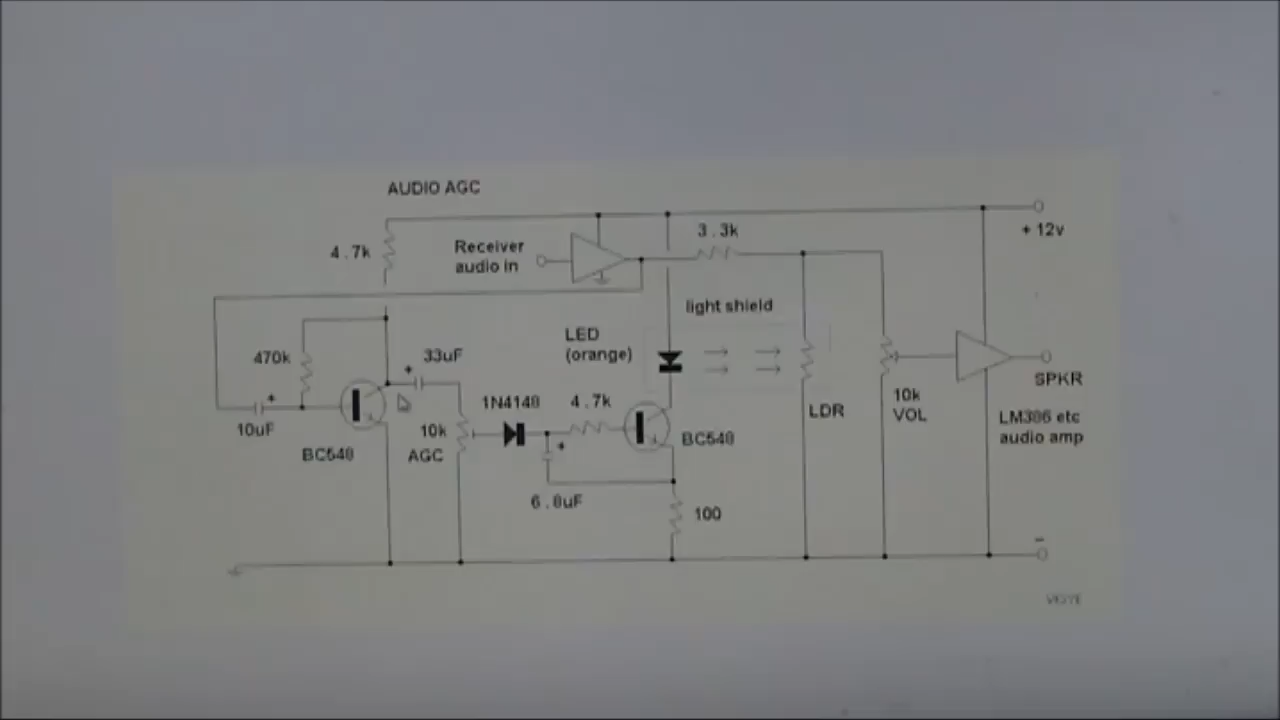 AUDIO AGC
4.7k
Receiver
audio in
3.3k
+ 12v
light shield
LED
(orange)
470k
33uF
+
+
1N4148
4.7k
10k
AGC
10uF
BC548
+
6.8uF
BC548
LDR
10k
VOL
SPKR
LM386 etc
audio amp
100
-
VK3YE